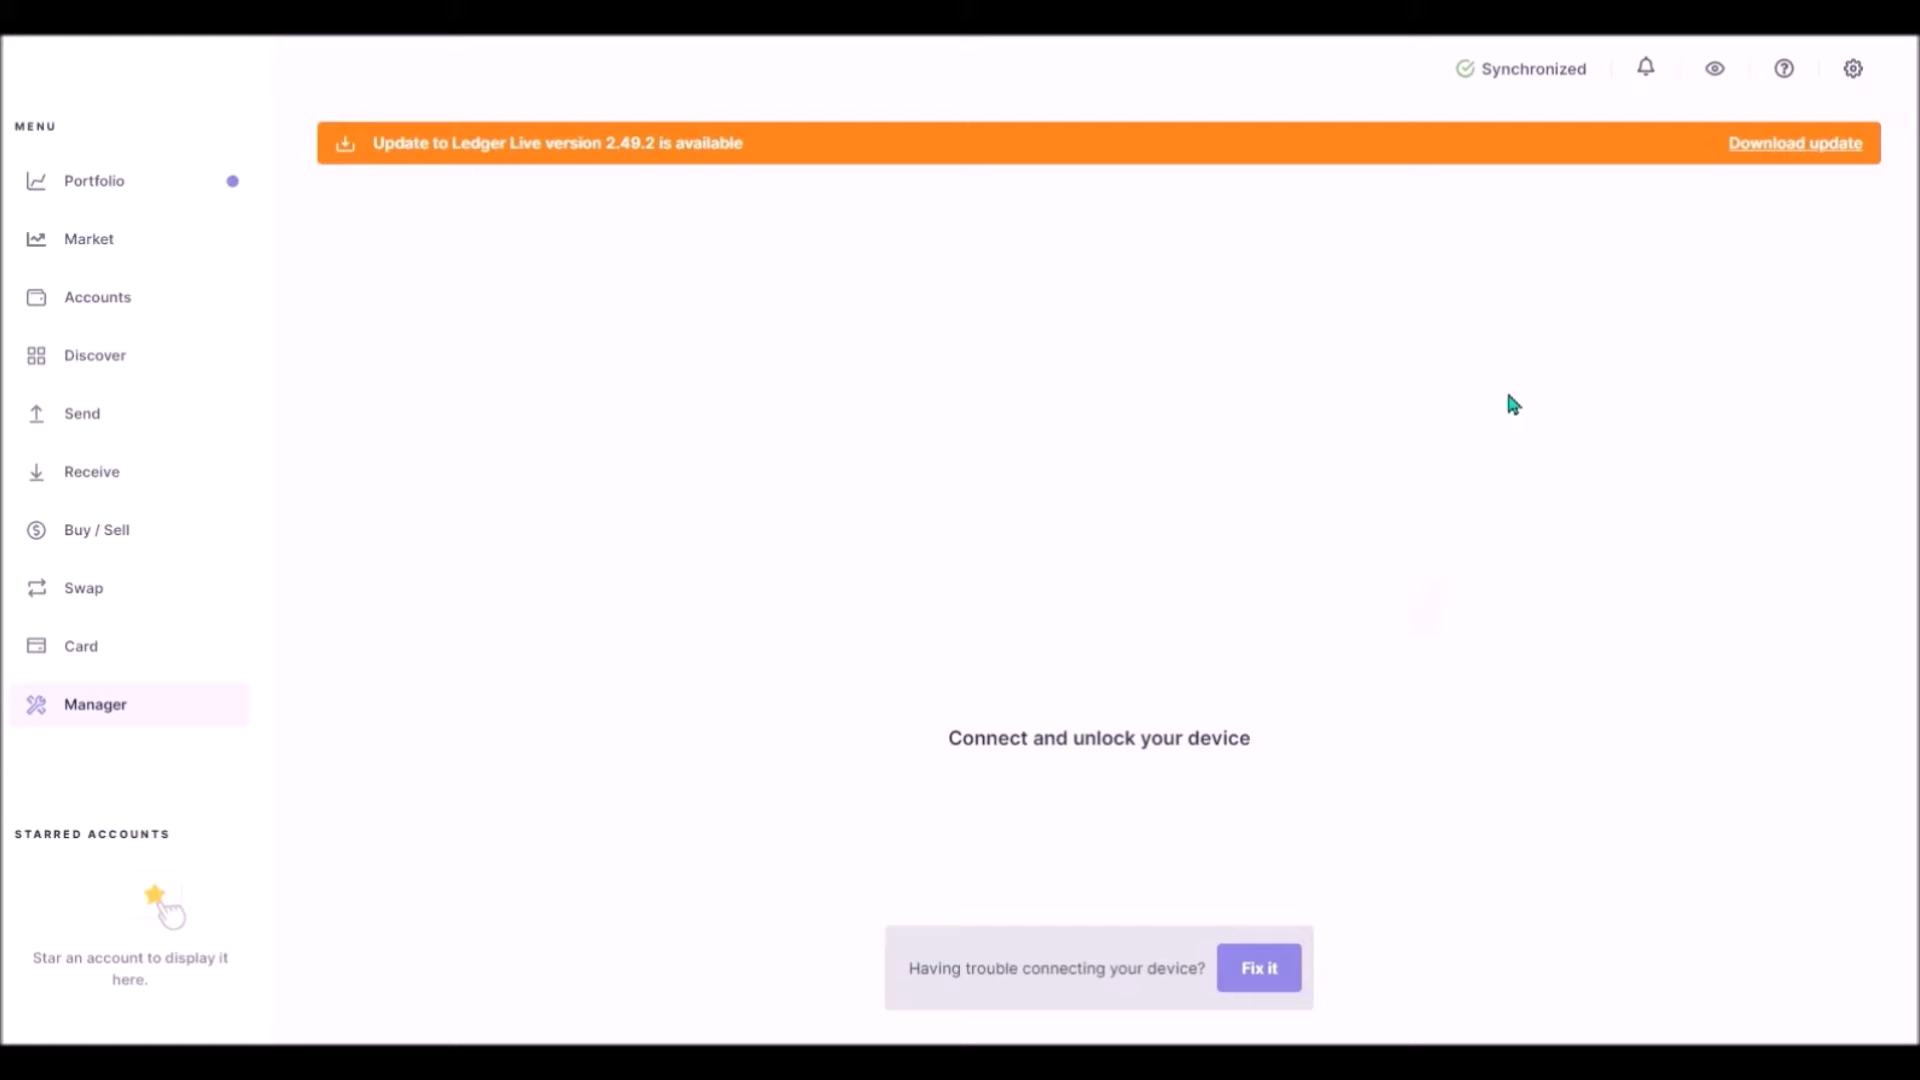 Synchronized
MENU
Update to Ledger Live version 2.49.2 is available
Download update
Portfolio
Market
Accounts
Discover
Send
Receive
Buy / Sell
Swap
Card
Manager
Connect and unlock your device
STARRED ACCOUNTS
Star an account to display it
here.
Having trouble connecting your device?
Fix it